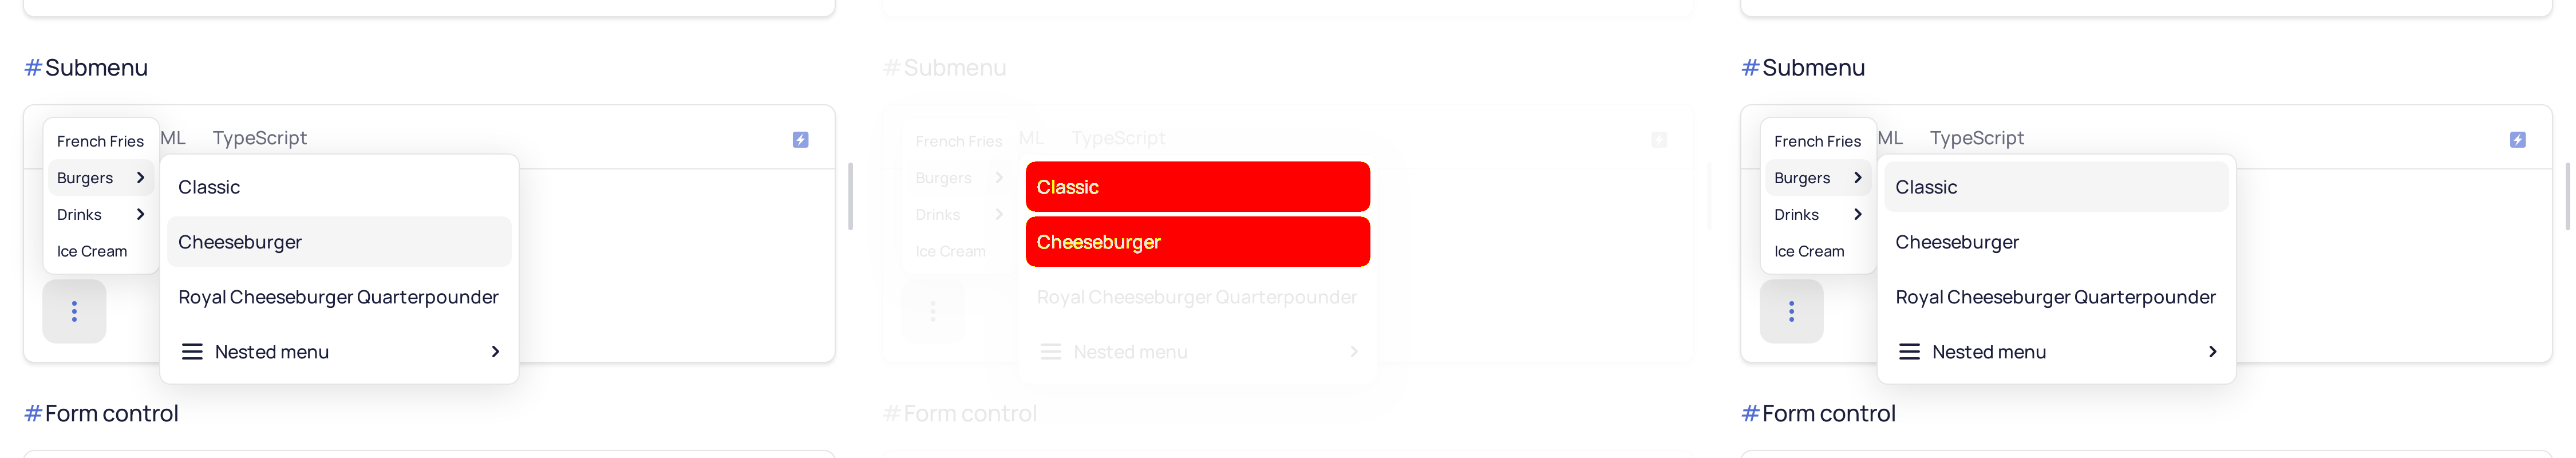 #Submenu
French Fries
ML TypeScript
Burgers
Classic
Drinks
Cheeseburger
Ice Cream
Royal Cheeseburger Quarterpounder
Nested menu
#Form control
#Submenu
French Fries
ML TypeScript
Burgers
Classic
Drinks
Cheeseburger
Ice Cream
Royal Cheeseburger Quarterpounder
Nested menu
#Form control
#Submenu
French Fries
ML TypeScript
Burgers
Classic
Drinks
Cheeseburger
Ice Cream
Royal Cheeseburger Quarterpounder
Nested menu
#Form control